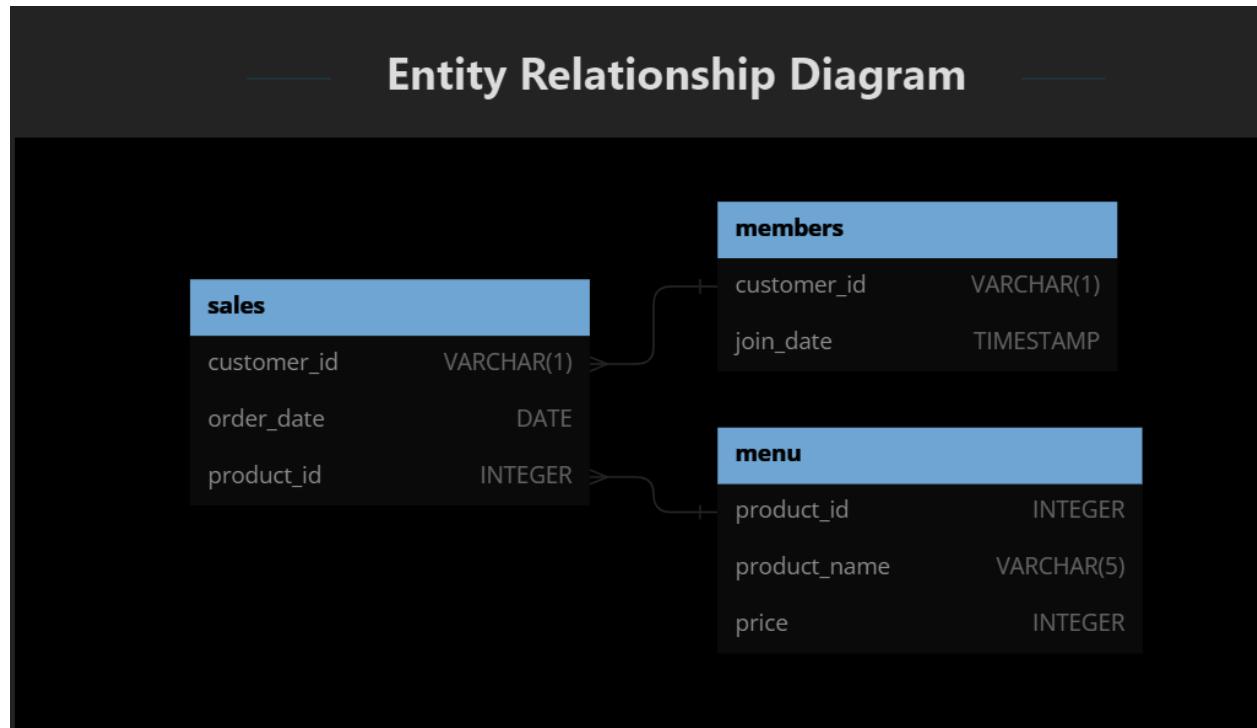 Entity Relationship Diagram
sales
customer_id VARCHAR(1)
order_date DATE
product_id INTEGER
members
customer_id VARCHAR(1)
join_date TIMESTAMP
menu
product_id INTEGER
product_name VARCHAR(5)
price INTEGER